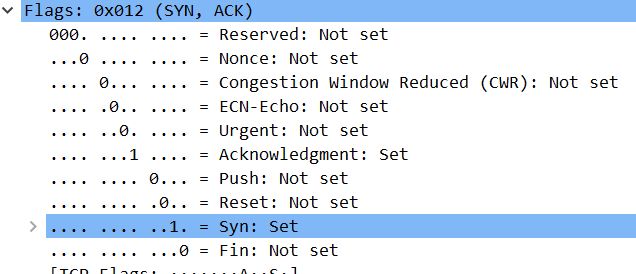 Flags: 0x012 (SYN, ACK)
000. .... .... = Reserved: Not set
...0 .... .... = Nonce: Not set
.... 0... .... = Congestion Window Reduced (CWR): Not set
.... .0.. .... = ECN-Echo: Not set
.... ..0. .... = Urgent: Not set
.... ...1 .... = Acknowledgment: Set
.... .... 0... = Push: Not set
.... .... .0.. = Reset: Not set
.... .... ..1. = Syn: Set
.... .... ...0 = Fin: Not set
[TCP Flags: ·······A··S·]